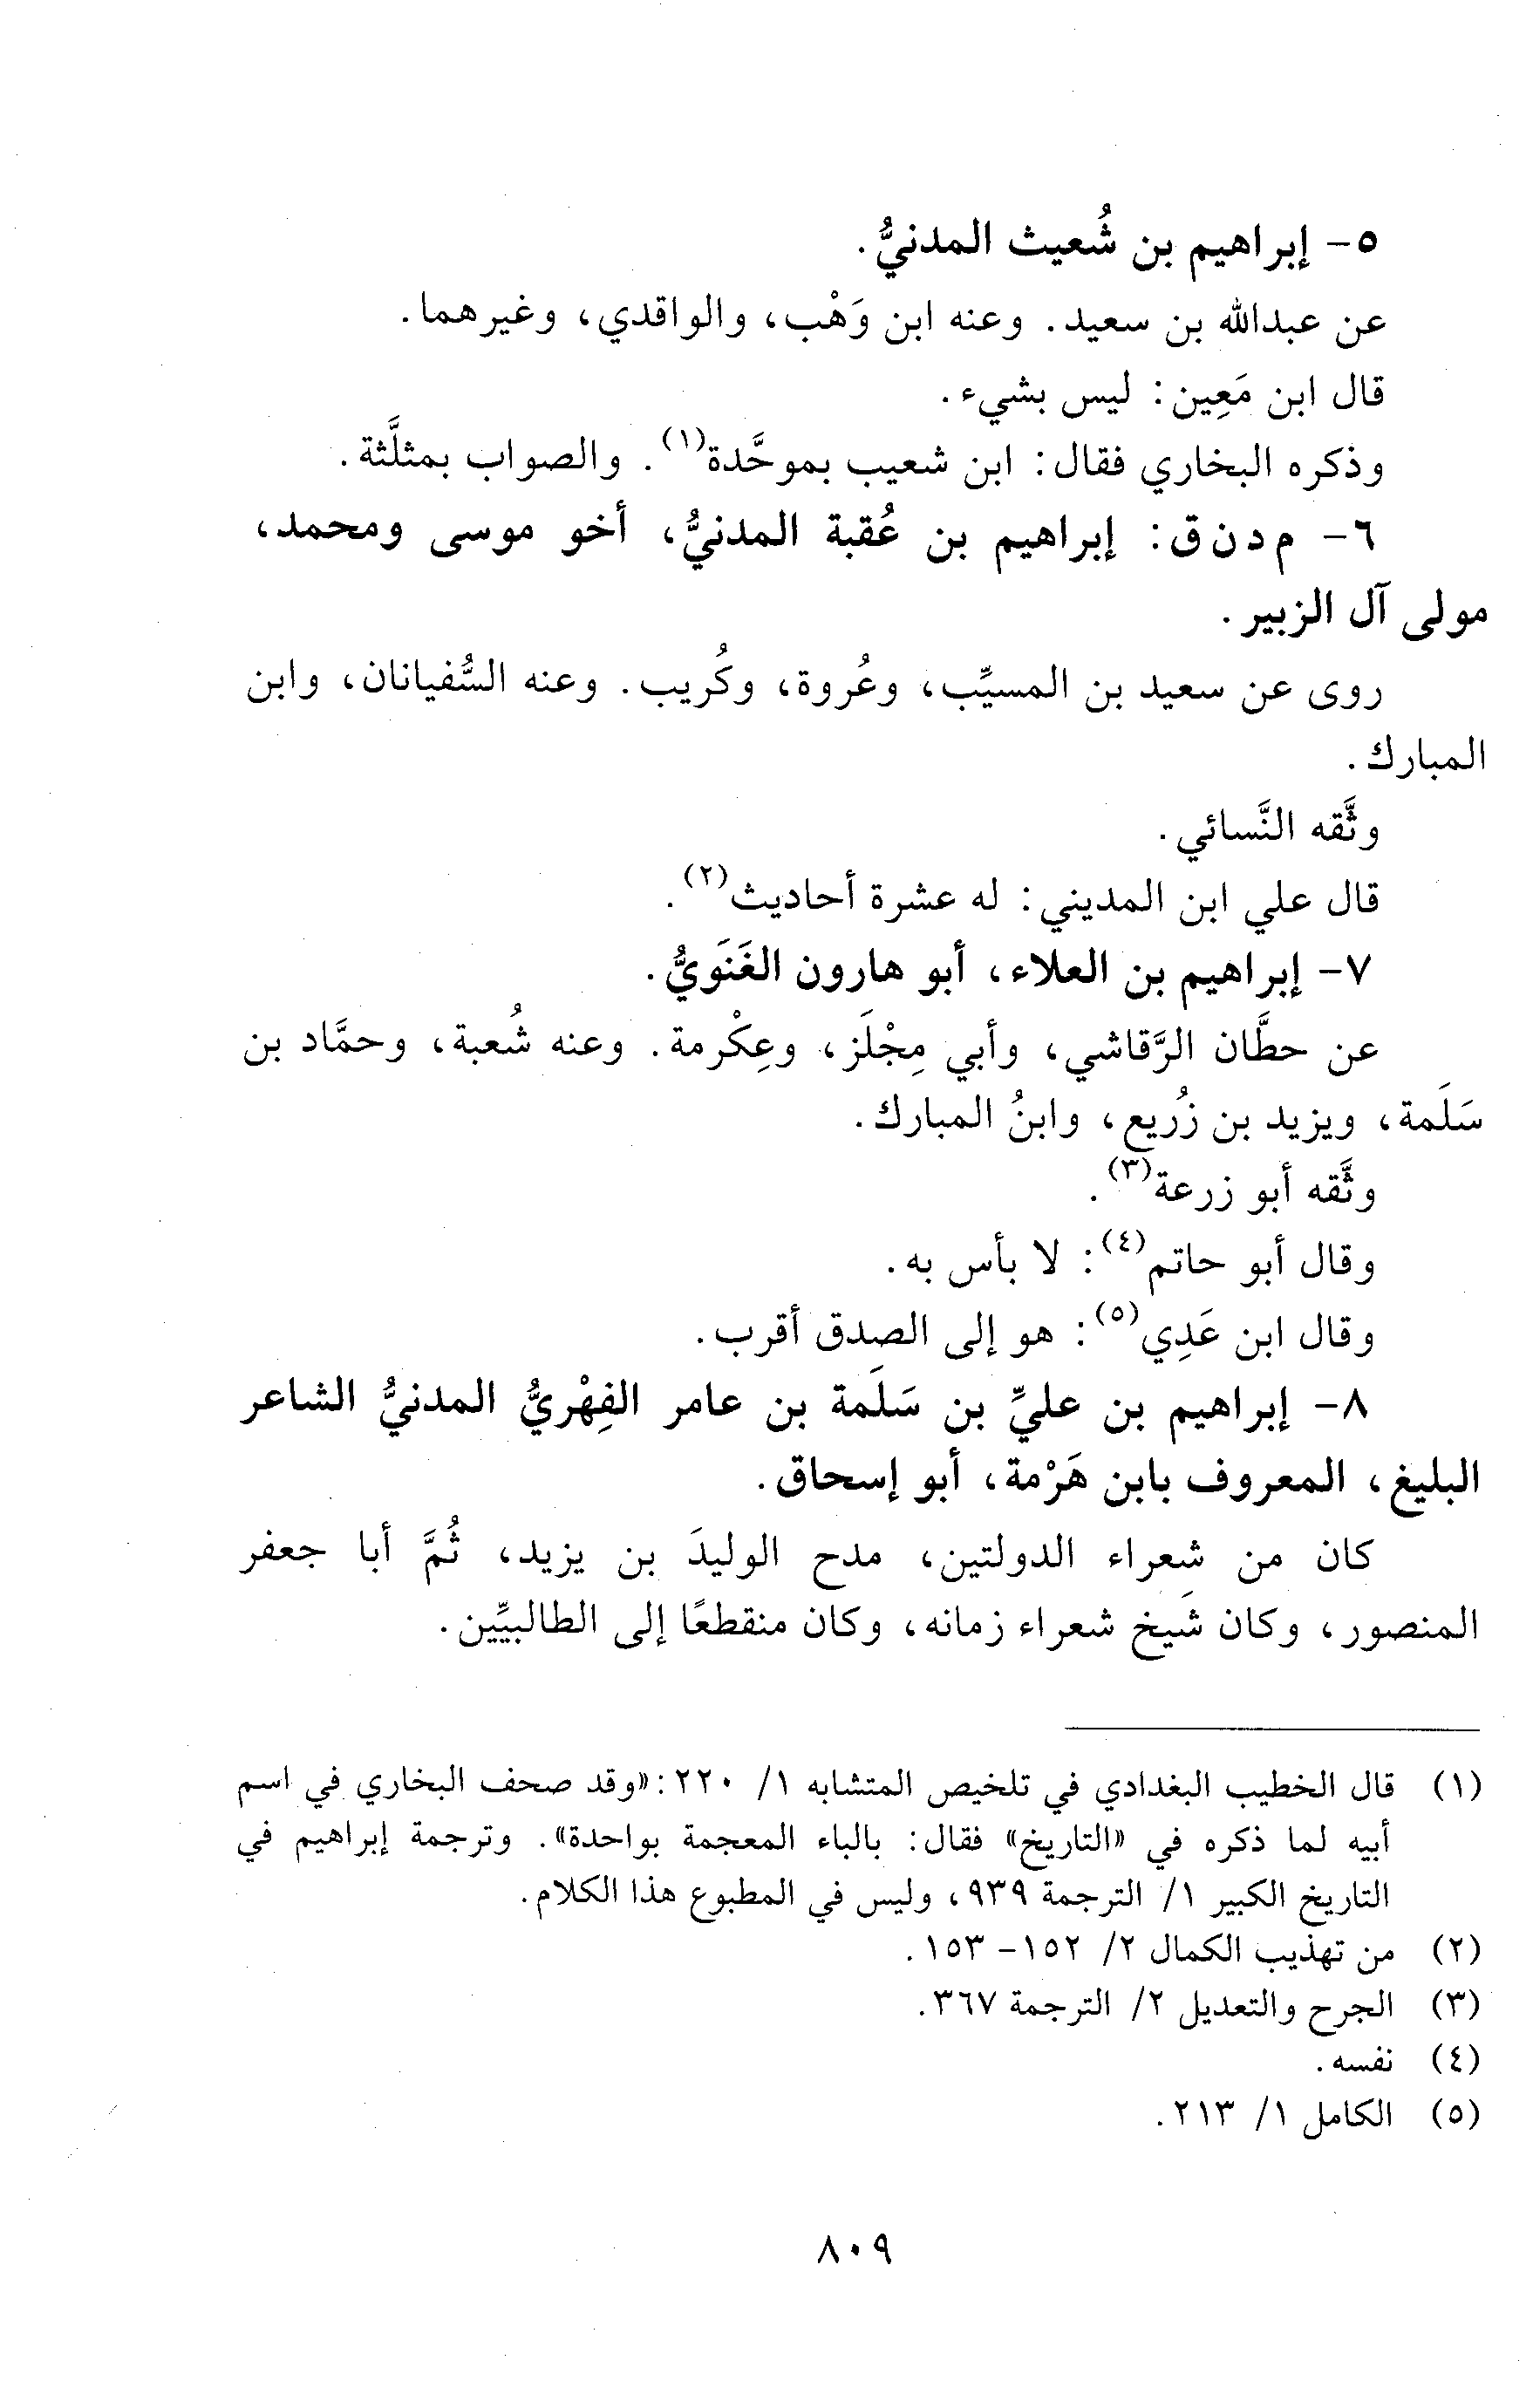 ٥- إبراهيم بن شُعيث المدنيُّ.
عن عبدالله بن سعيد. وعنه ابن وَهْب، والواقدي، وغيرهما.
قال ابن مَعِين: ليس بشيء.
وذكره البخاري فقال: ابن شعيب بموحَّدة(١). والصواب بمثلَّثة.
٦- م د ن ق: إبراهيم بن عُقبة المدنيُّ، أخو موسى ومحمد،
مولى آل الزبير.
روى عن سعيد بن المسيِّب، وعُروة، وكُريب. وعنه السُّفيانان، وابن
المبارك.
وثَّقه النَّسائي.
قال علي ابن المديني: له عشرة أحاديث(٢).
٧- إبراهيم بن العلاء، أبو هارون الغَنَويُّ.
عن حطَّان الرَّقاشي، وأبي مِجْلَز، وعِكْرمة. وعنه شُعبة، وحمَّاد بن
سَلَمة، ويزيد بن زُريع، وابنُ المبارك.
وثَّقه أبو زرعة(٣).
وقال أبو حاتم(٤): لا بأس به.
وقال ابن عَدِي(٥): هو إلى الصدق أقرب.
٨- إبراهيم بن عليِّ بن سَلَمة بن عامر الفِهْريُّ المدنيُّ الشاعر
البليغ، المعروف بابن هَرْمة، أبو إسحاق.
كان من شعراء الدولتين، مدح الوليدَ بن يزيد، ثُمَّ أبا جعفر
المنصور، وكان شَيخ شعراء زمانه، وكان منقطعًا إلى الطالبيِّين.
(١) قال الخطيب البغدادي في تلخيص المتشابه ١/ ٢٢٠: «وقد صحف البخاري في اسم
أبيه لما ذكره في «التاريخ» فقال: بالباء المعجمة بواحدة». وترجمة إبراهيم في
التاريخ الكبير ١/ الترجمة ٩٣٩، وليس في المطبوع هذا الكلام.
(٢) من تهذيب الكمال ٢/ ١٥٢- ١٥٣.
(٣) الجرح والتعديل ٢/ الترجمة ٣٦٧.
(٤) نفسه.
(٥) الكامل ١/ ٢١٣.
٨٠٩